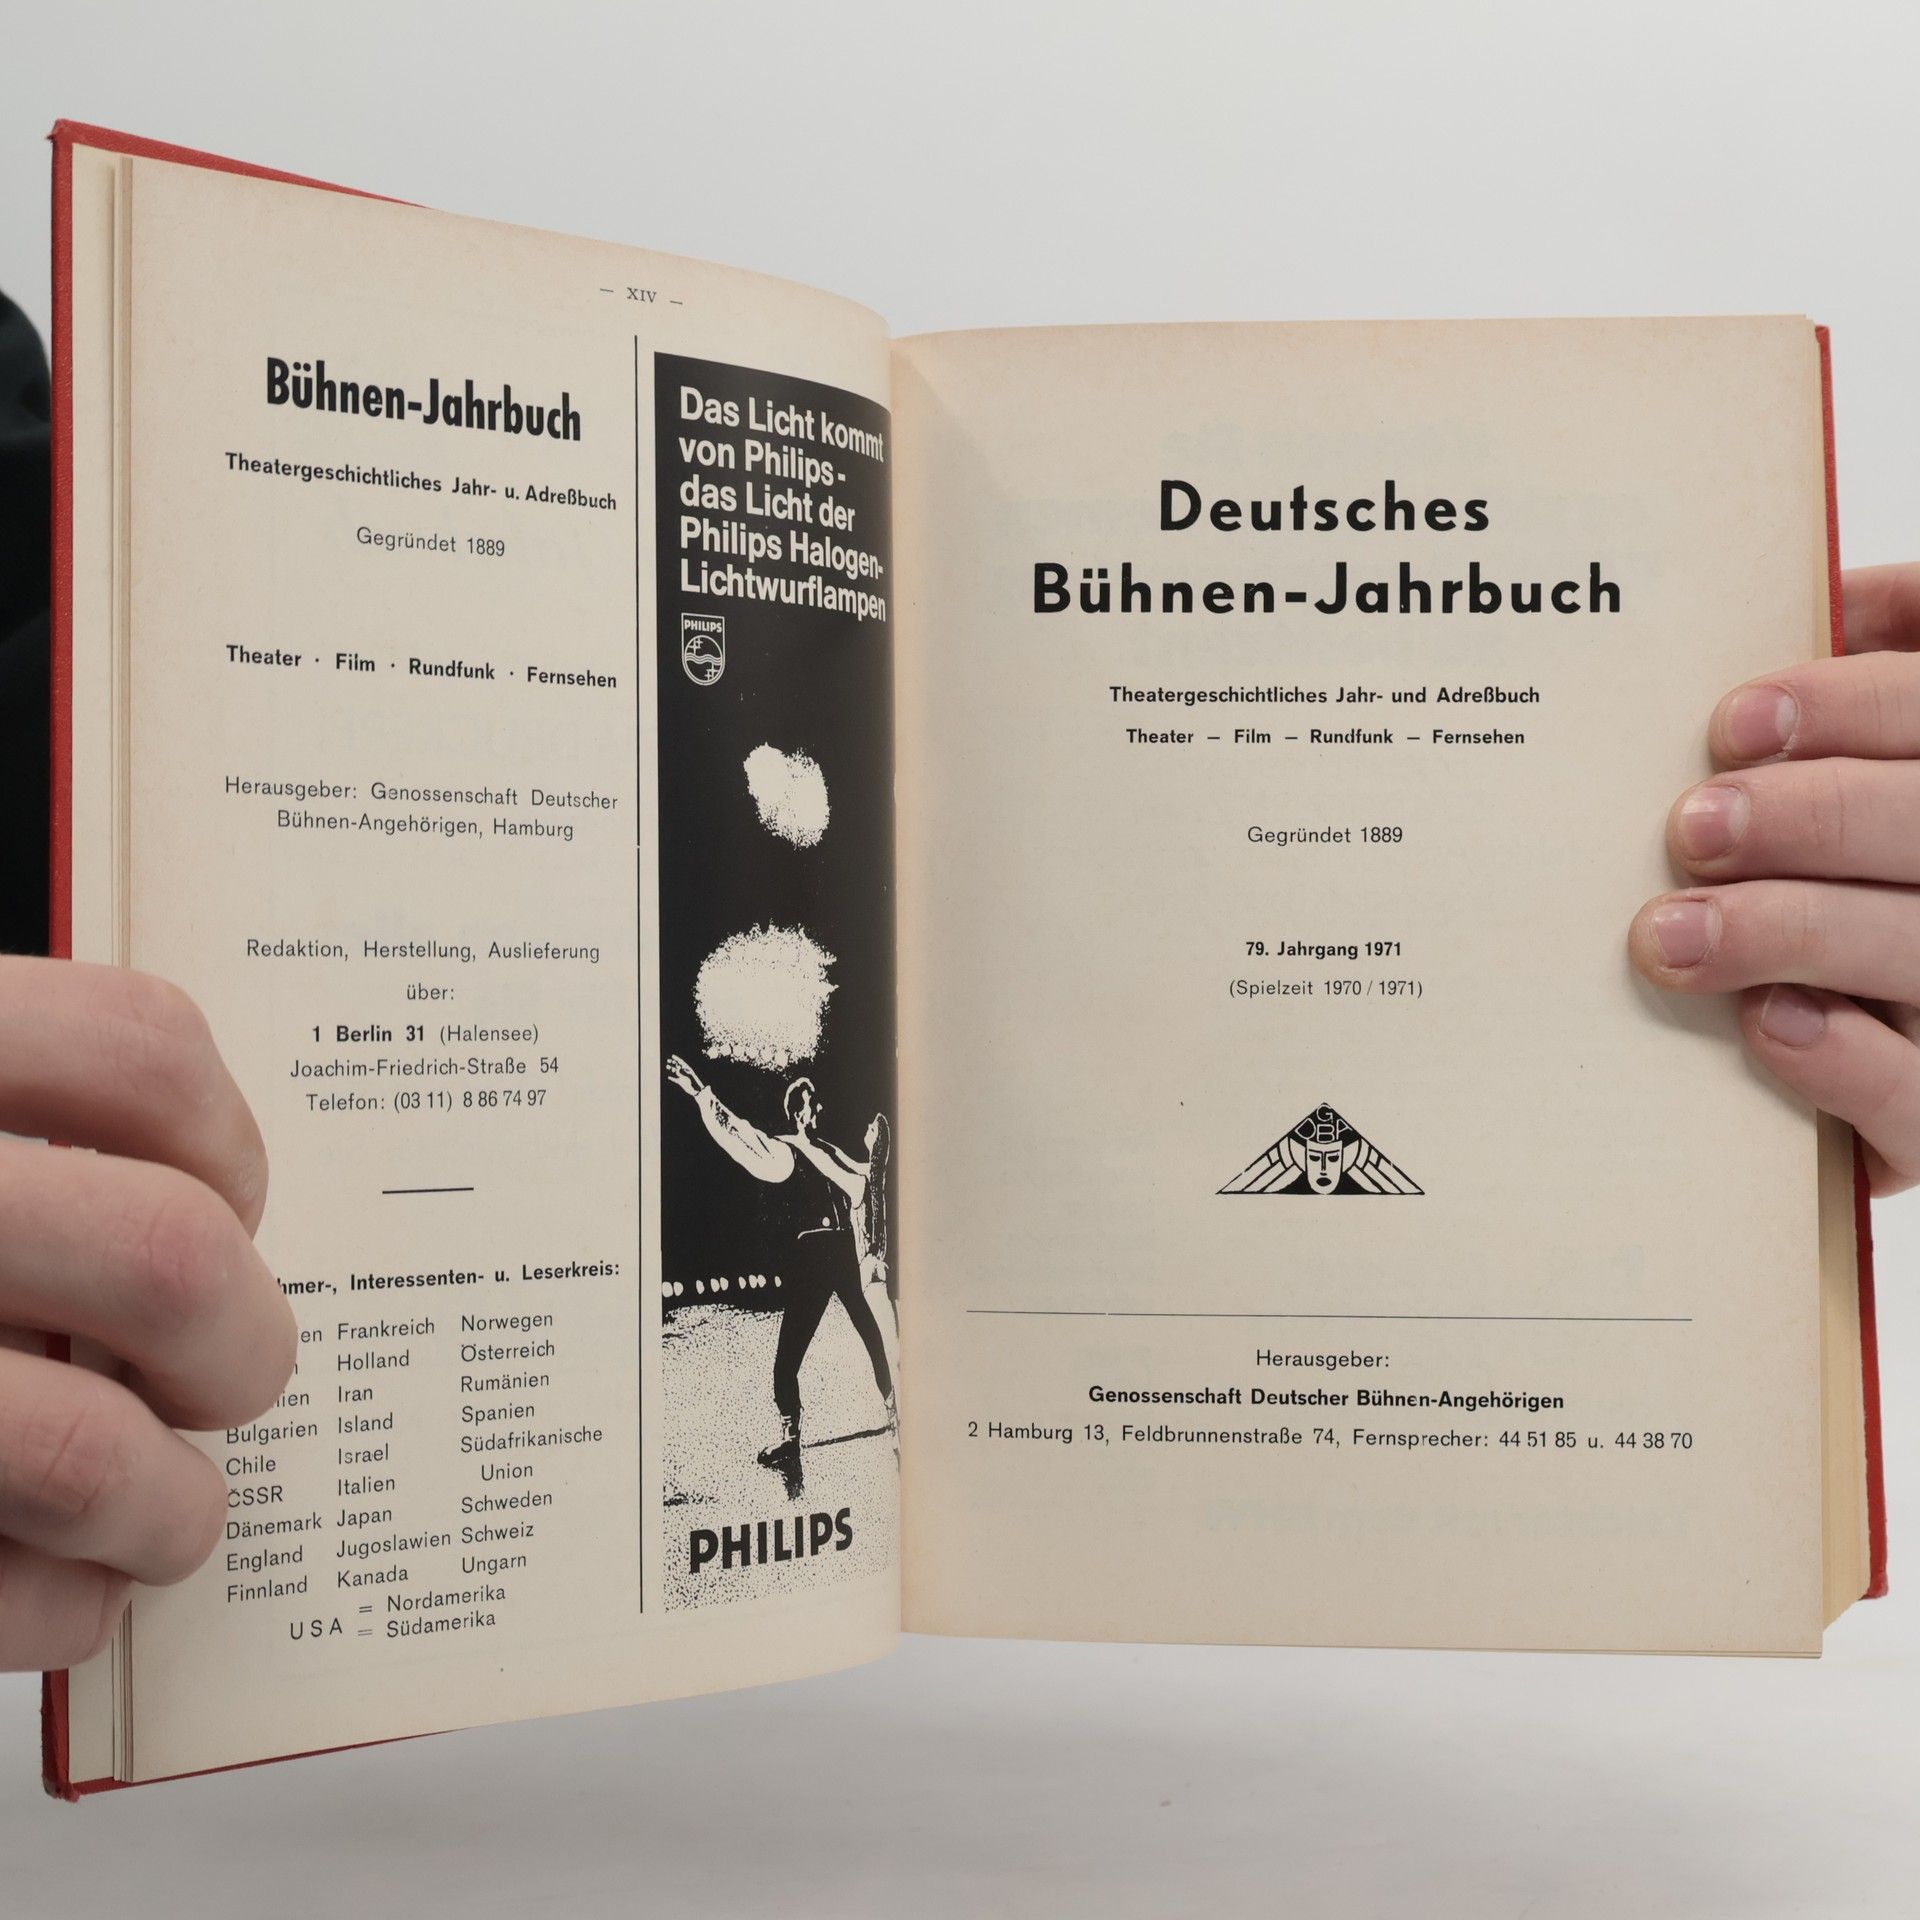 — XIV —
Bühnen-Jahrbuch
Theatergeschichtliches Jahr- u. Adreßbuch
Gegründet 1889
Theater · Film · Rundfunk · Fernsehen
Herausgeber: Genossenschaft Deutscher
Bühnen-Angehörigen, Hamburg
Redaktion, Herstellung, Auslieferung
über:
1 Berlin 31 (Halensee)
Joachim-Friedrich-Straße 54
Telefon: (03 11) 8 86 74 97
Interessenten- u. Leserkreis:
Frankreich Norwegen
Holland Österreich
Iran Rumänien
Bulgarien Island Spanien
Chile Israel Südafrikanische
ČSSR Italien Union
Dänemark Japan Schweden
England Jugoslawien Schweiz
Finnland Kanada Ungarn
USA = Nordamerika
= Südamerika
Das Licht kommt
von Philips-
das Licht der
Philips Halogen-
Lichtwurflampen
PHILIPS
PHILIPS
Deutsches
Bühnen-Jahrbuch
Theatergeschichtliches Jahr- und Adreßbuch
Theater – Film – Rundfunk – Fernsehen
Gegründet 1889
79. Jahrgang 1971
(Spielzeit 1970 / 1971)
G
DBA
Herausgeber:
Genossenschaft Deutscher Bühnen-Angehörigen
2 Hamburg 13, Feldbrunnenstraße 74, Fernsprecher: 44 51 85 u. 44 38 70